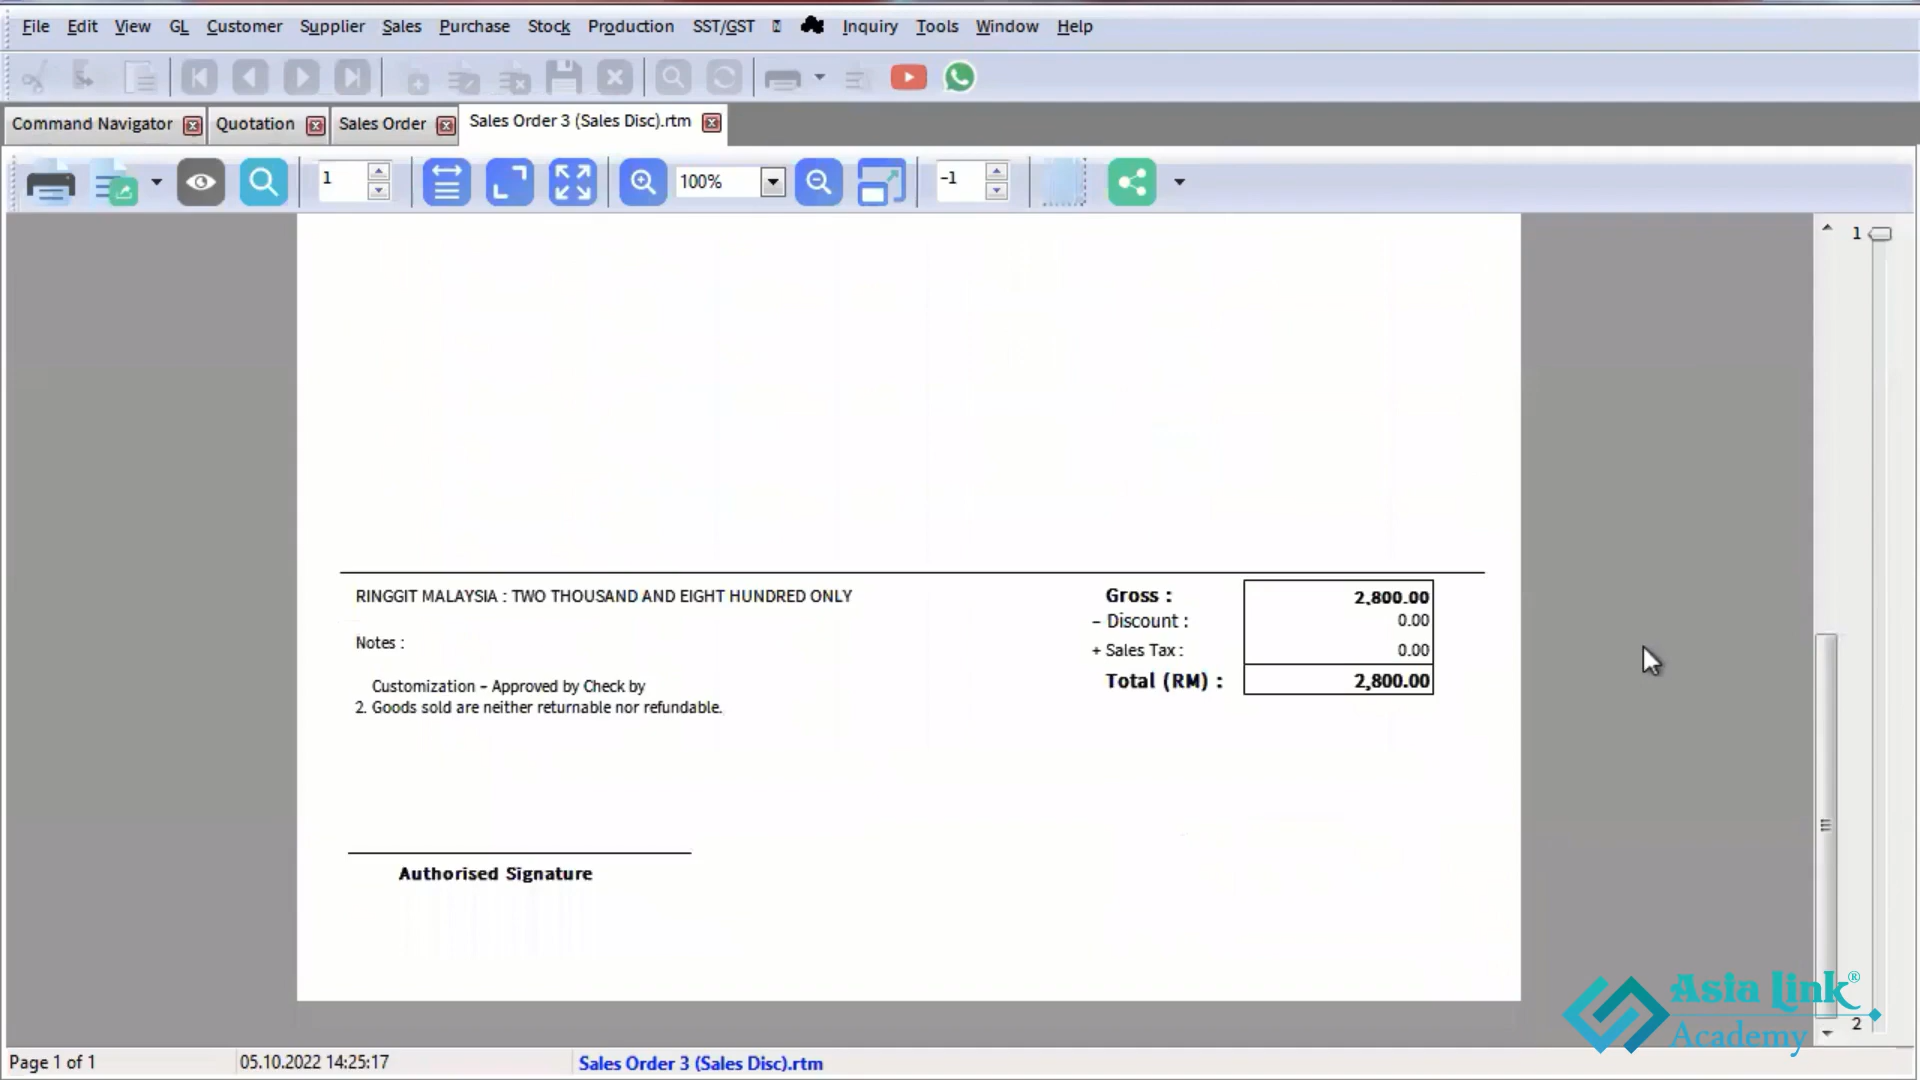 File Edit View GL Customer Supplier Sales Purchase Stock Production SST/GST Inquiry Tools Window Help
Command Navigator Quotation Sales Order Sales Order 3 (Sales Disc).rtm
1 100% -1
1
RINGGIT MALAYSIA : TWO THOUSAND AND EIGHT HUNDRED ONLY
Gross : 2,800.00
- Discount : 0.00
Notes :
+ Sales Tax : 0.00
Total (RM) : 2,800.00
Customization - Approved by Check by
2. Goods sold are neither returnable nor refundable.
Authorised Signature
Asia Link®
Academy
2
Page 1 of 1 05.10.2022 14:25:17 Sales Order 3 (Sales Disc).rtm